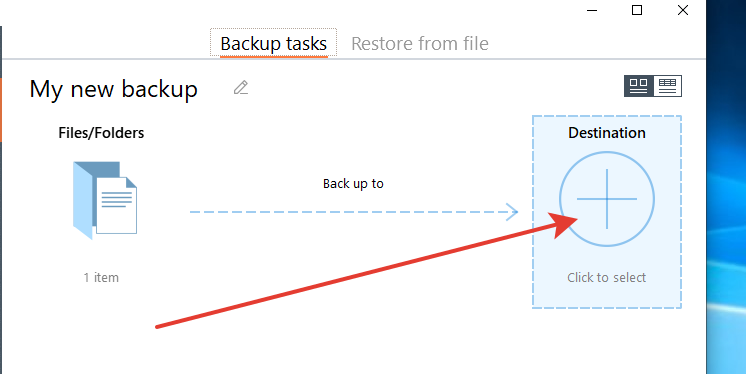 Backup tasks
Restore from file
My new backup
Files/Folders
Destination
Back up to
1 item
Click to select